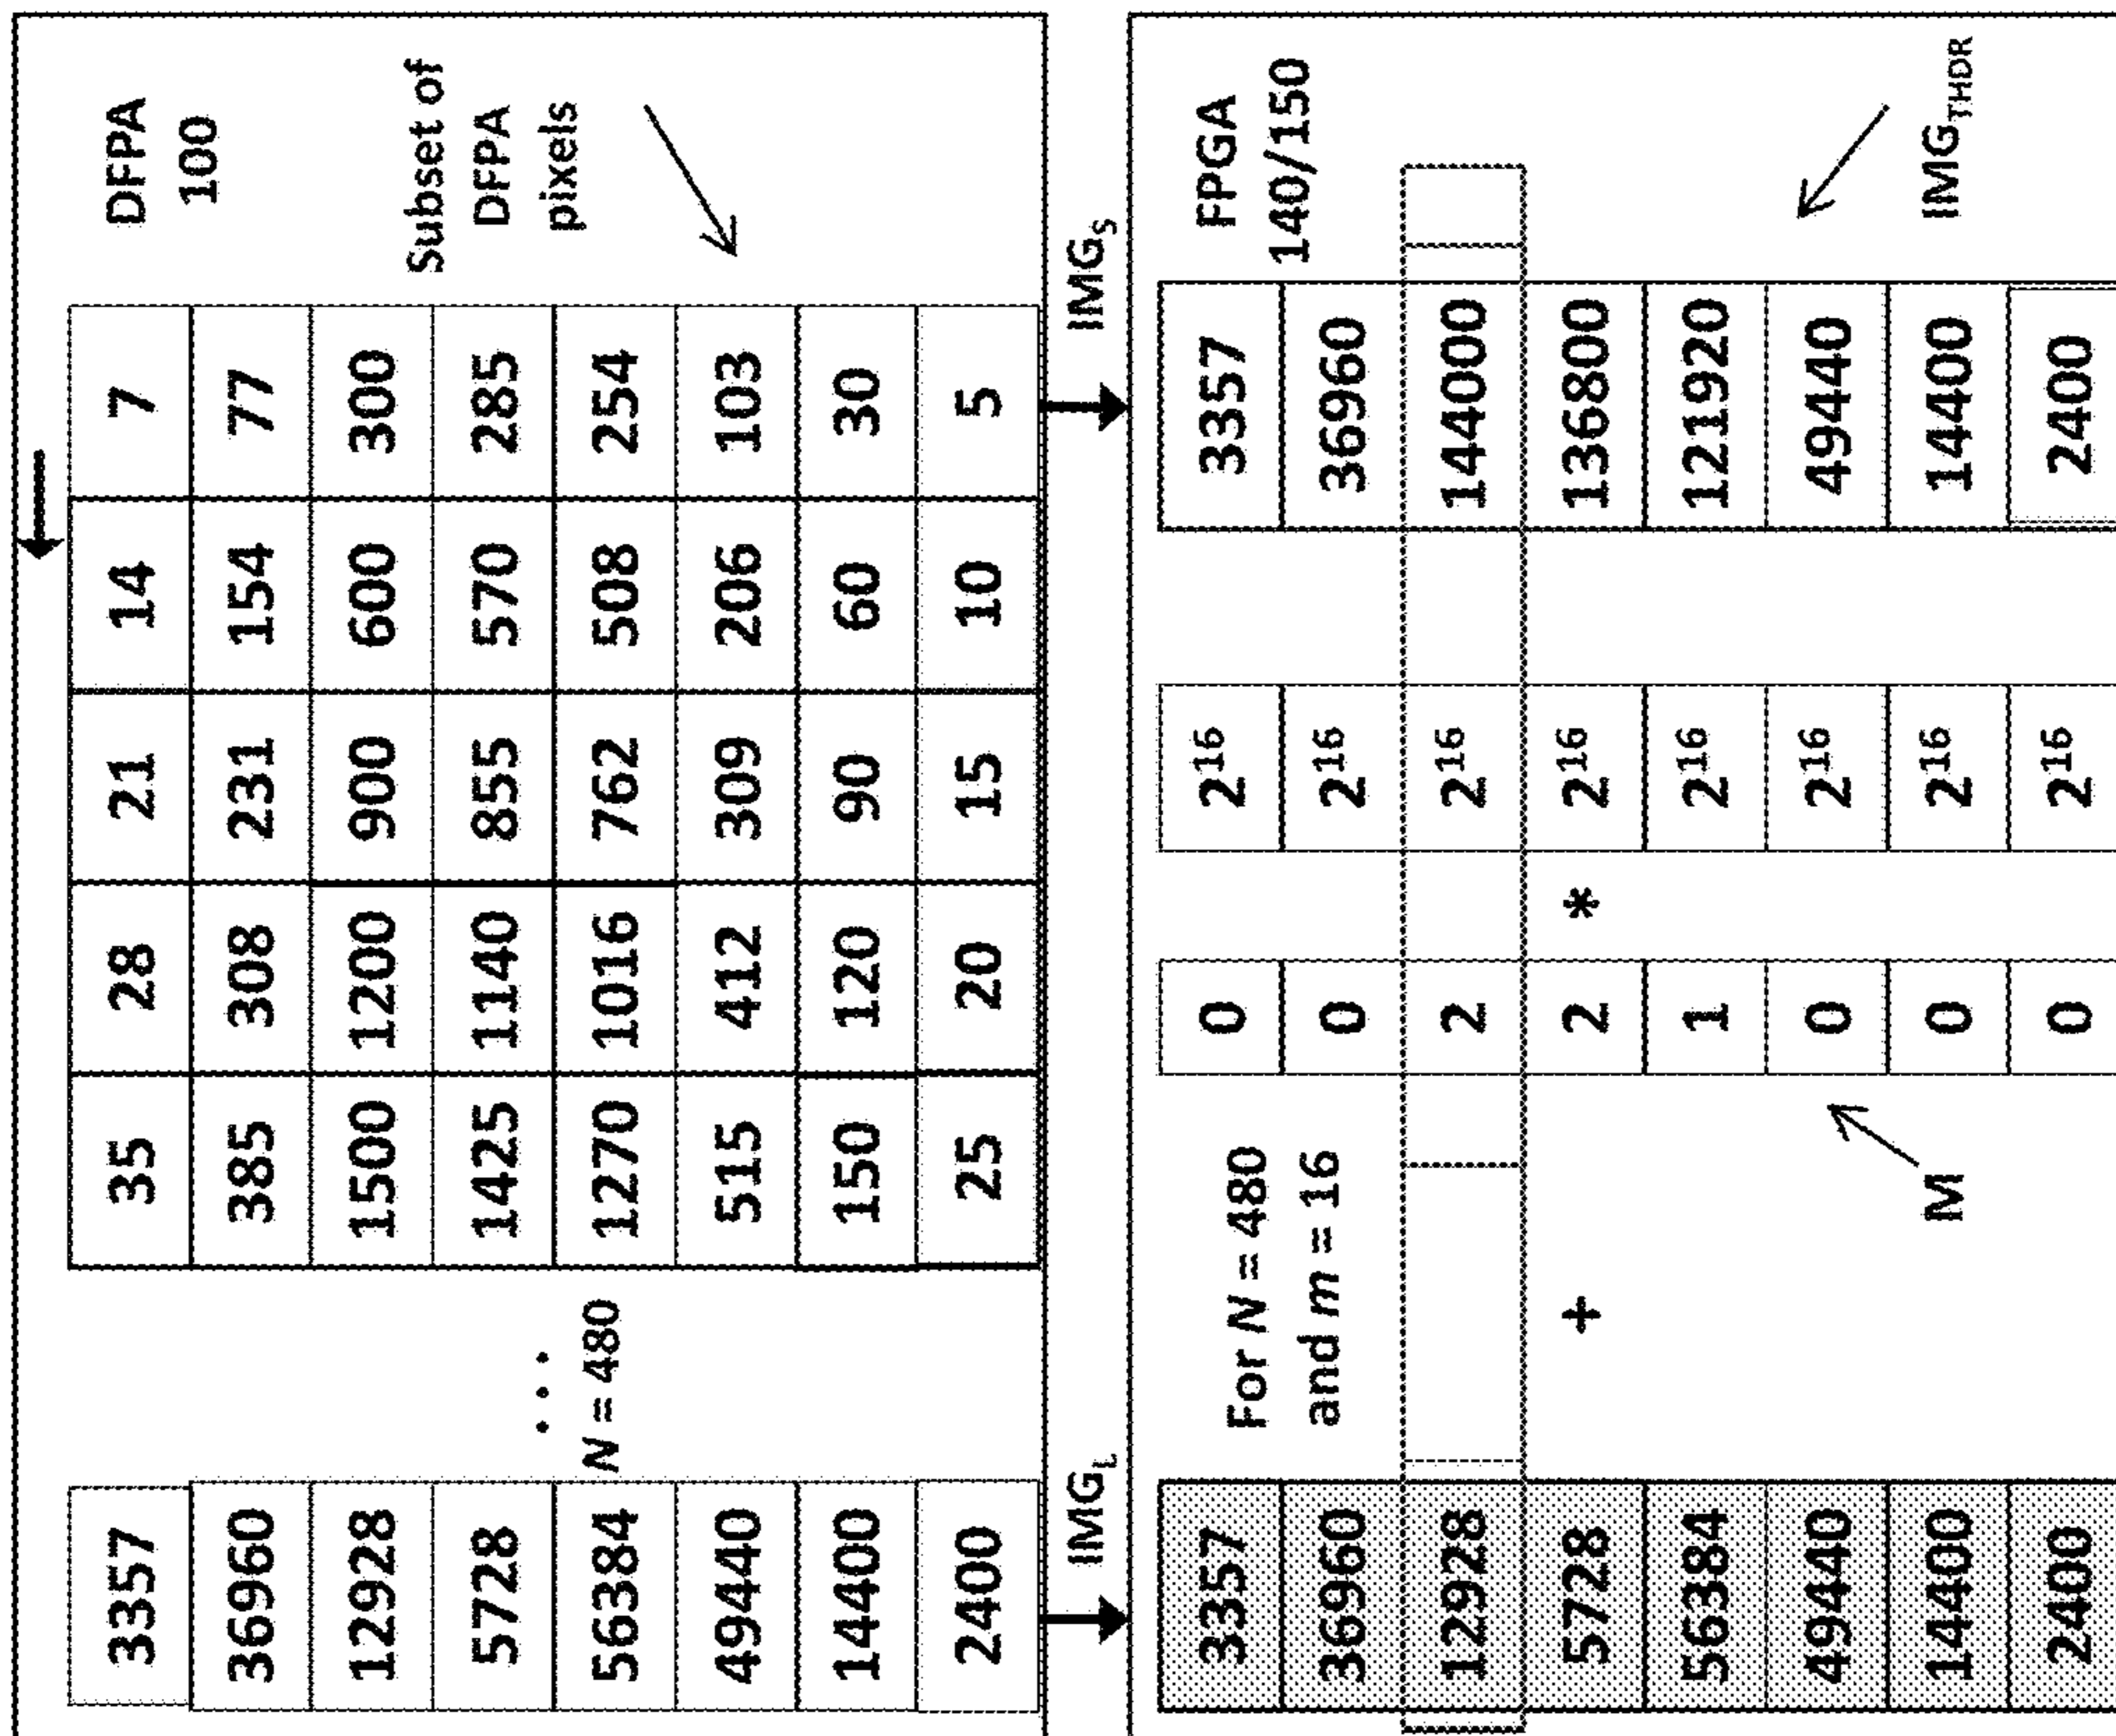 3357 35 28 21 14 7 DFPA
36960 385 308 231 154 77 100
12928 1500 1200 900 600 300 Subset of
5728 1425 1140 855 570 285 DFPA
... pixels
56384 N = 480 1270 1016 762 508 254
49440 515 412 309 206 103
14400 150 120 90 60 30
2400 25 20 15 10 5
IMG_L IMG_S
3357 For N = 480 0 2^16 3357 FPGA
36960 and m = 16 0 2^16 36960 140/150
12928 2 2^16 144000
5728 + 2 * 2^16 136800
56384 1 2^16 121920
49440 0 2^16 49440
14400 M 0 2^16 14400 IMG_THDR
2400 0 2^16 2400